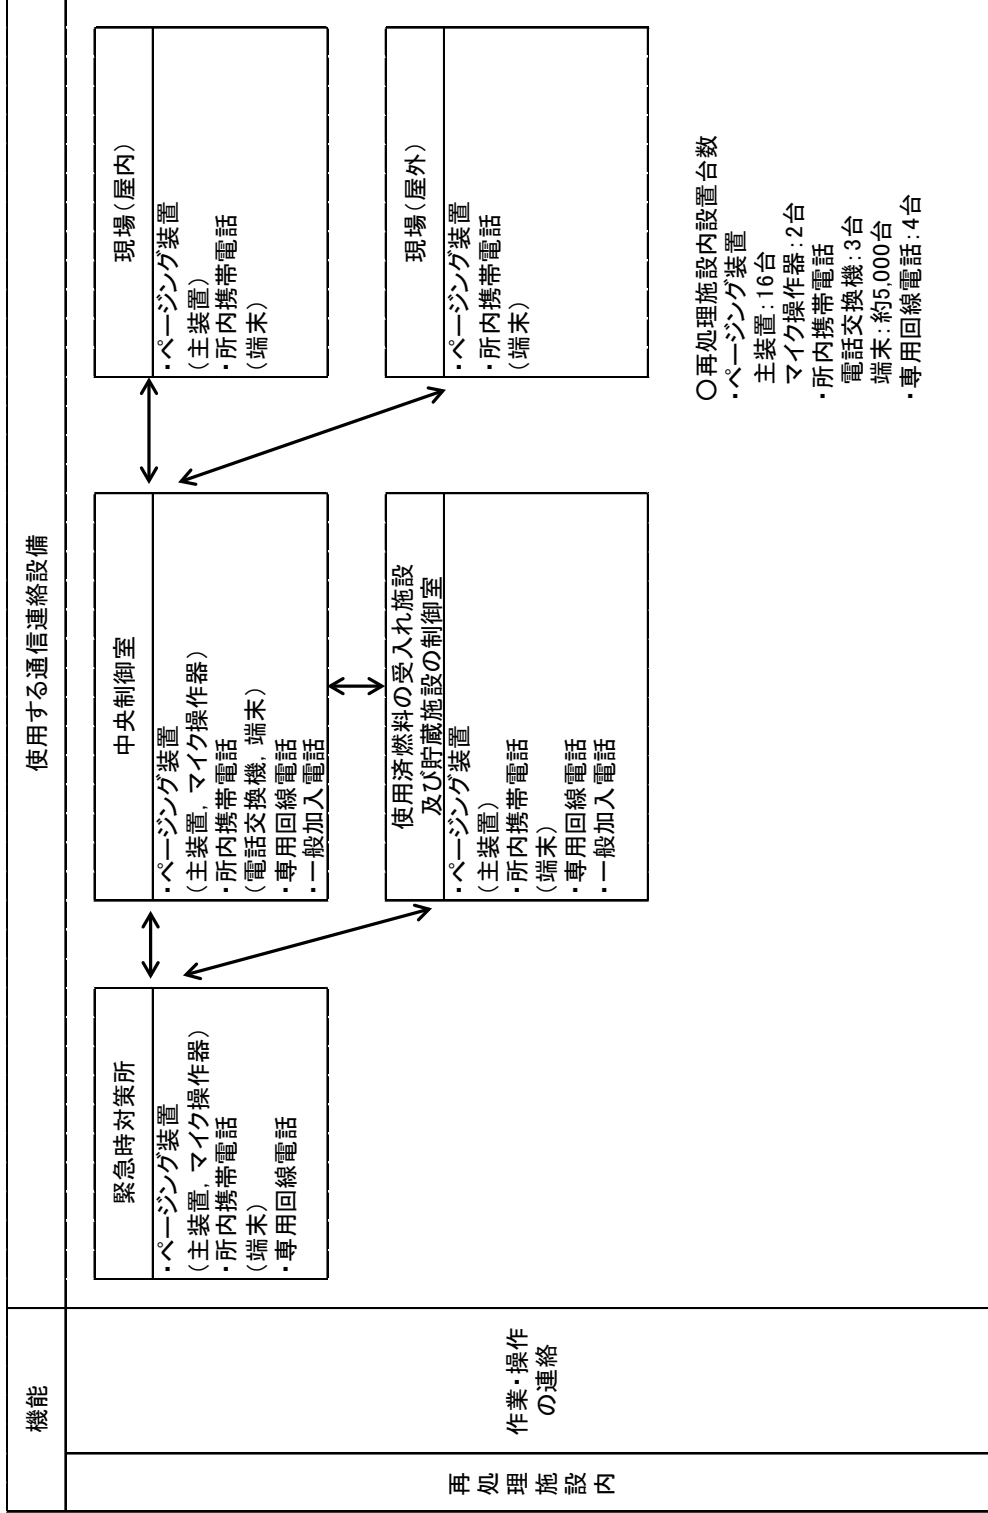 機能
使用する通信連絡設備
再処理施設内
作業・操作
の連絡
緊急時対策所
・ページング装置
(主装置, マイク操作器)
・所内携帯電話
(端末)
・専用回線電話
中央制御室
・ページング装置
(主装置, マイク操作器)
・所内携帯電話
(電話交換機, 端末)
・専用回線電話
・一般加入電話
現場(屋内)
・ページング装置
(主装置)
・所内携帯電話
(端末)
使用済燃料の受入れ施設
及び貯蔵施設の制御室
・ページング装置
(主装置)
・所内携帯電話
(端末)
・専用回線電話
・一般加入電話
現場(屋外)
・ページング装置
・所内携帯電話
(端末)
○再処理施設内設置台数
・ページング装置
主装置:16台
マイク操作器:2台
・所内携帯電話
電話交換機:3台
端末:約5,000台
・専用回線電話:4台